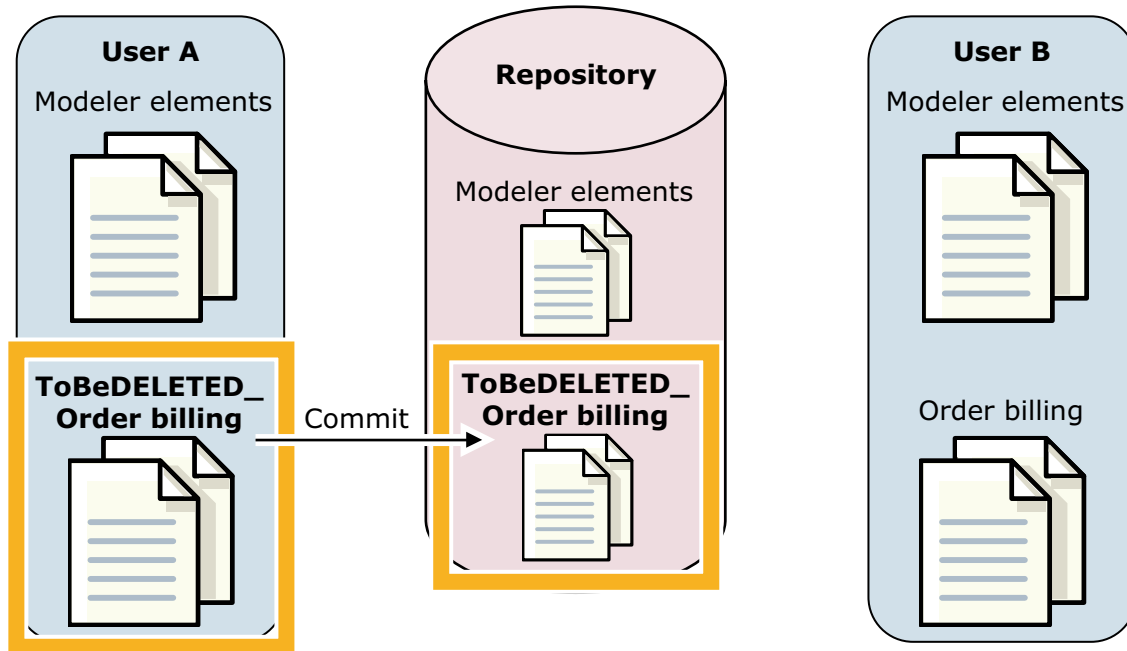 User A
Modeler elements
ToBeDELETED_
Order billing
Commit
Repository
Modeler elements
ToBeDELETED_
Order billing
User B
Modeler elements
Order billing